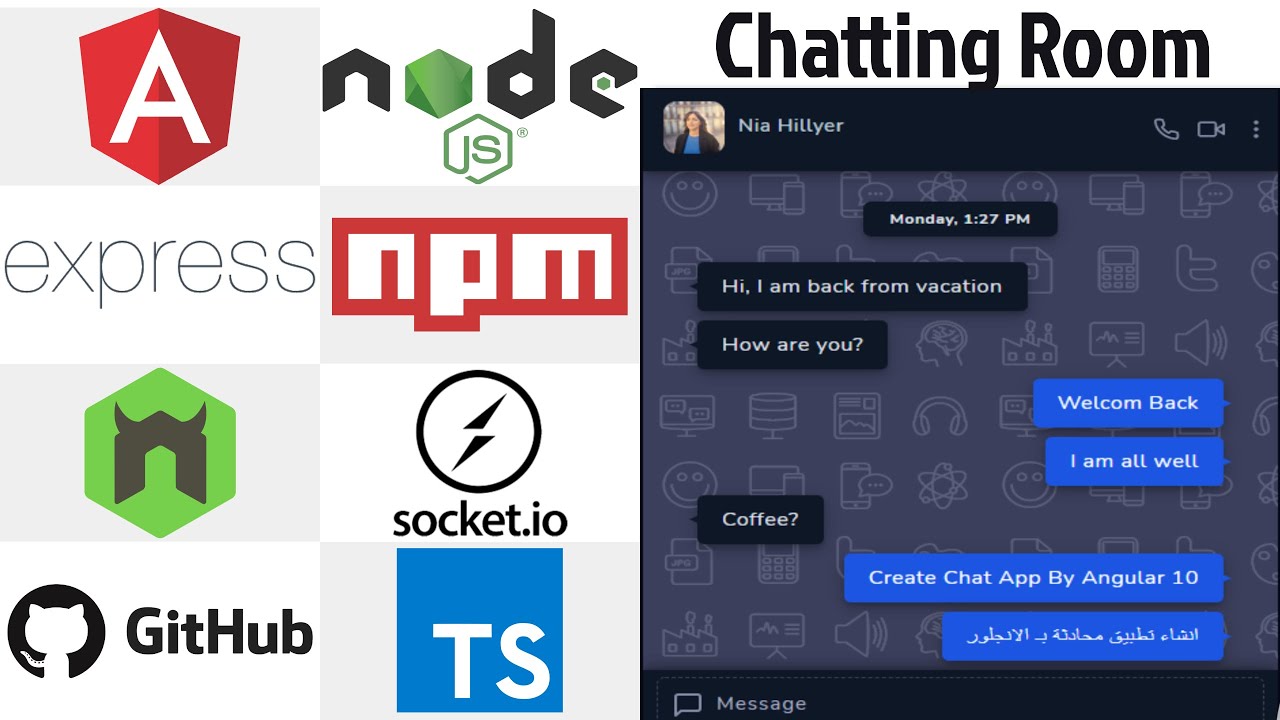 A
node
JS
®
express
npm
n
socket.io
GitHub
TS
Chatting Room
Nia Hillyer
Monday, 1:27 PM
JPG
Hi, I am back from vacation
How are you?
Welcom Back
I am all well
Coffee?
JPG
Create Chat App By Angular 10
انشاء تطبيق محادثة بـ الانجلور
Message